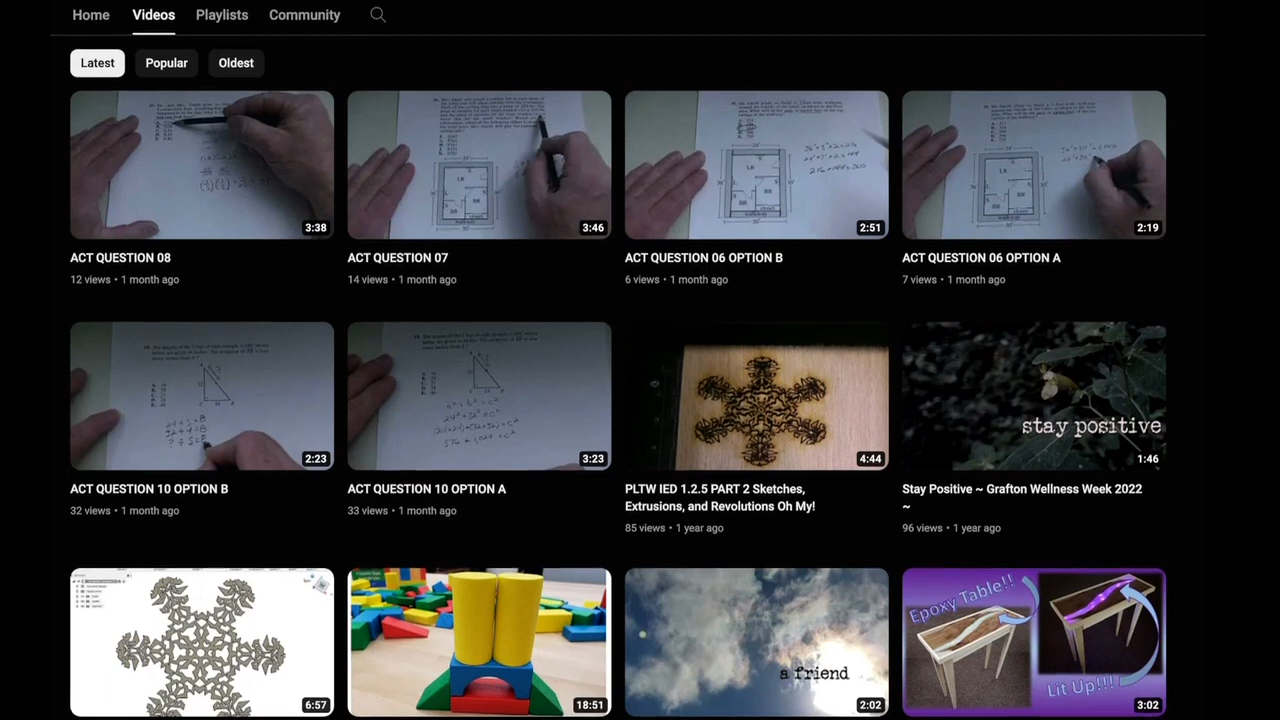 Home Videos Playlists Community
Latest Popular Oldest
3:38
3:46
2:51
2:19
ACT QUESTION 08
12 views • 1 month ago
ACT QUESTION 07
14 views • 1 month ago
ACT QUESTION 06 OPTION B
6 views • 1 month ago
ACT QUESTION 06 OPTION A
7 views • 1 month ago
2:23
3:23
4:44
stay positive
1:46
ACT QUESTION 10 OPTION B
32 views • 1 month ago
ACT QUESTION 10 OPTION A
33 views • 1 month ago
PLTW IED 1.2.5 PART 2 Sketches,
Extrusions, and Revolutions Oh My!
85 views • 1 year ago
Stay Positive ~ Grafton Wellness Week 2022
~
96 views • 1 year ago
6:57
18:51
a friend
2:02
Epoxy Table!!
Lit Up!!!
3:02